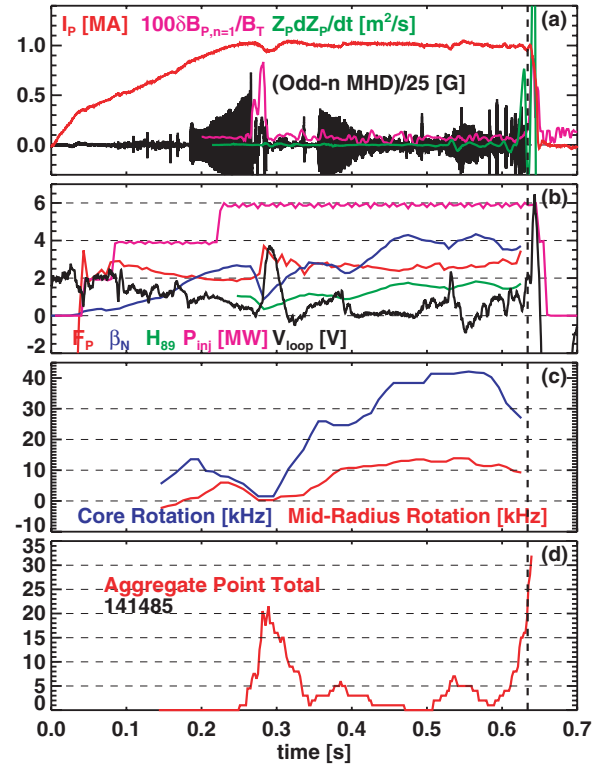 I_P [MA] 100δB_P,n=1/B_T Z_PdZ_P/dt [m²/s] (a)
(Odd-n MHD)/25 [G]
1.0
0.5
0.0
(b)
6
4
2
0
-2
F_P β_N H_89 P_inj [MW] V_loop [V]
(c)
40
30
20
10
0
-10
Core Rotation [kHz] Mid-Radius Rotation [kHz]
(d)
35
30
25
20
15
10
5
0
Aggregate Point Total
141485
0.0 0.1 0.2 0.3 0.4 0.5 0.6 0.7
time [s]